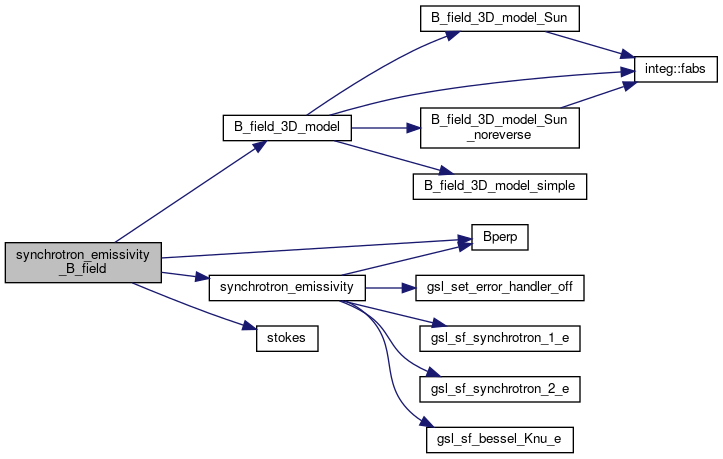 B_field_3D_model_Sun
integ::fabs
B_field_3D_model
B_field_3D_model_Sun
_noreverse
B_field_3D_model_simple
synchrotron_emissivity
_B_field
Bperp
synchrotron_emissivity
gsl_set_error_handler_off
stokes
gsl_sf_synchrotron_1_e
gsl_sf_synchrotron_2_e
gsl_sf_bessel_Knu_e